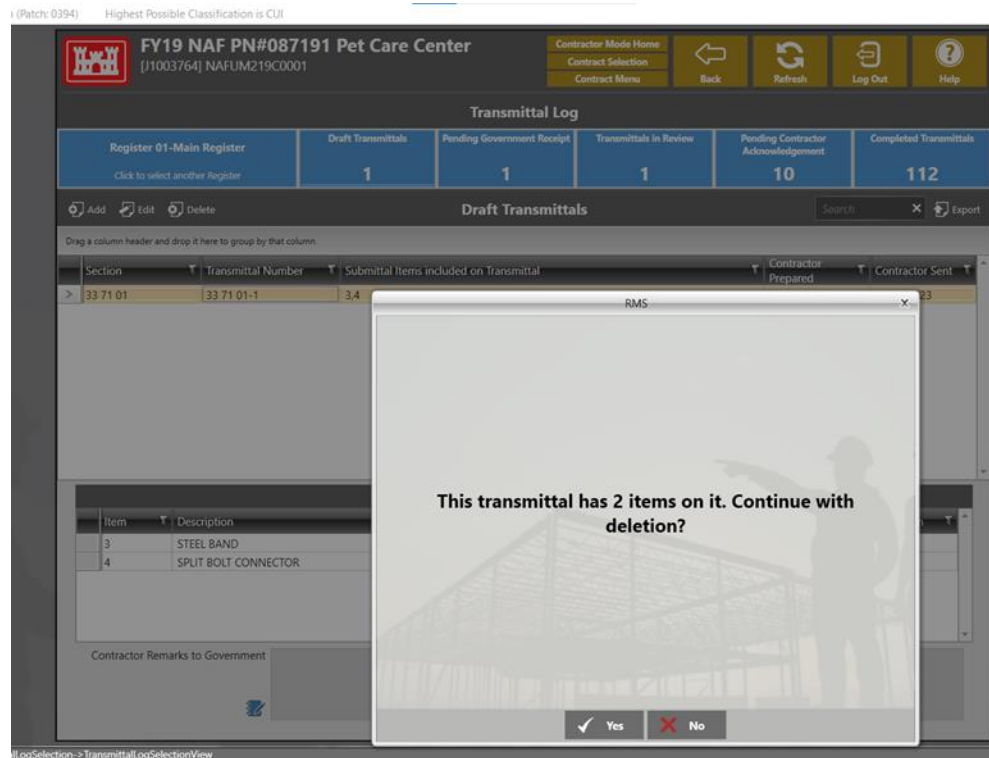 (Patch: 0394) Highest Possible Classification is CUI
FY19 NAF PN#087191 Pet Care Center
[J1003764] NAFUM219C0001
Contractor Mode Home
Contract Selection
Contract Menu
Back
Refresh
Log Out
Help
Transmittal Log
Register 01-Main Register
Click to select another Register
Draft Transmittals
1
Pending Government Receipt
1
Transmittals in Review
1
Pending Contractor
Acknowledgement
10
Completed Transmittals
112
Add Edit Delete
Draft Transmittals
Search
Export
Drag a column header and drop it here to group by that column.
Section Transmittal Number Submittal Items included on Transmittal Contractor
Prepared Contractor Sent
33 71 01 33 71 01-1 3,4 23
RMS
This transmittal has 2 items on it. Continue with
deletion?
Yes No
Item Description
3 STEEL BAND
4 SPLIT BOLT CONNECTOR
Contractor Remarks to Government
LogSelection->TransmittalLogSelectionView